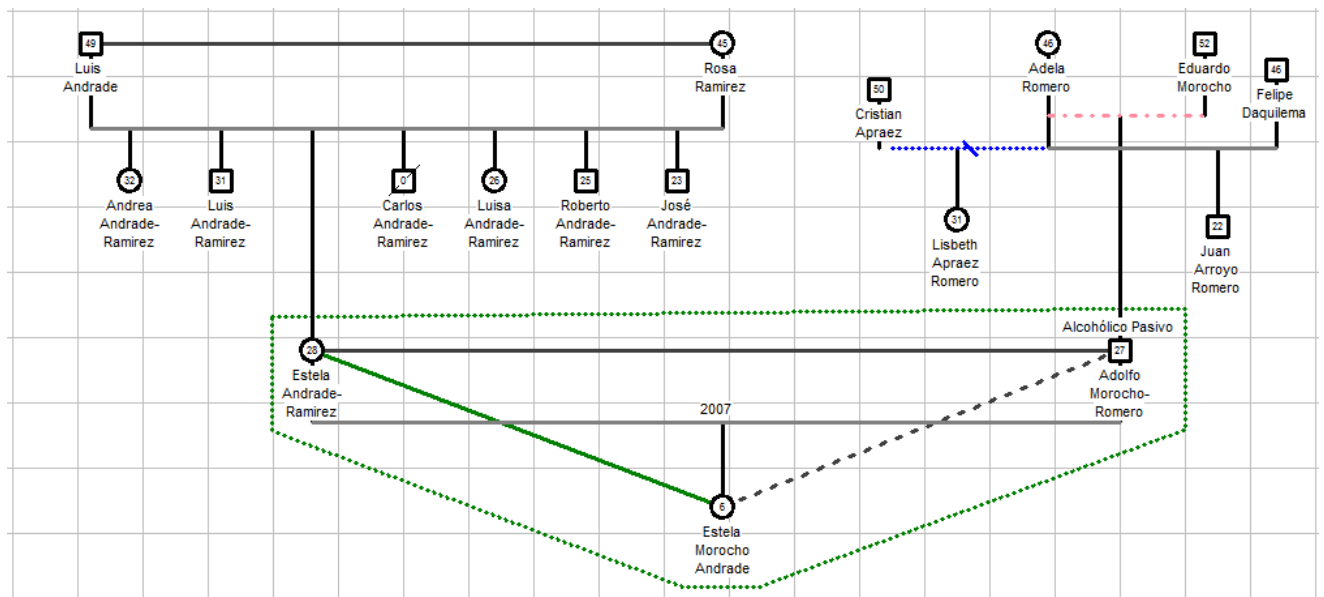 49
Luis
Andrade
45
Rosa
Ramirez
46
Adela
Romero
52
Eduardo
Morocho
46
Felipe
Daquilema
50
Cristian
Apraez
32
Andrea
Andrade-
Ramirez
31
Luis
Andrade-
Ramirez
0
Carlos
Andrade-
Ramirez
26
Luisa
Andrade-
Ramirez
25
Roberto
Andrade-
Ramirez
23
José
Andrade-
Ramirez
31
Lisbeth
Apraez
Romero
22
Juan
Arroyo
Romero
28
Estela
Andrade-
Ramirez
Alcohólico Pasivo
27
Adolfo
Morocho-
Romero
2007
6
Estela
Morocho
Andrade